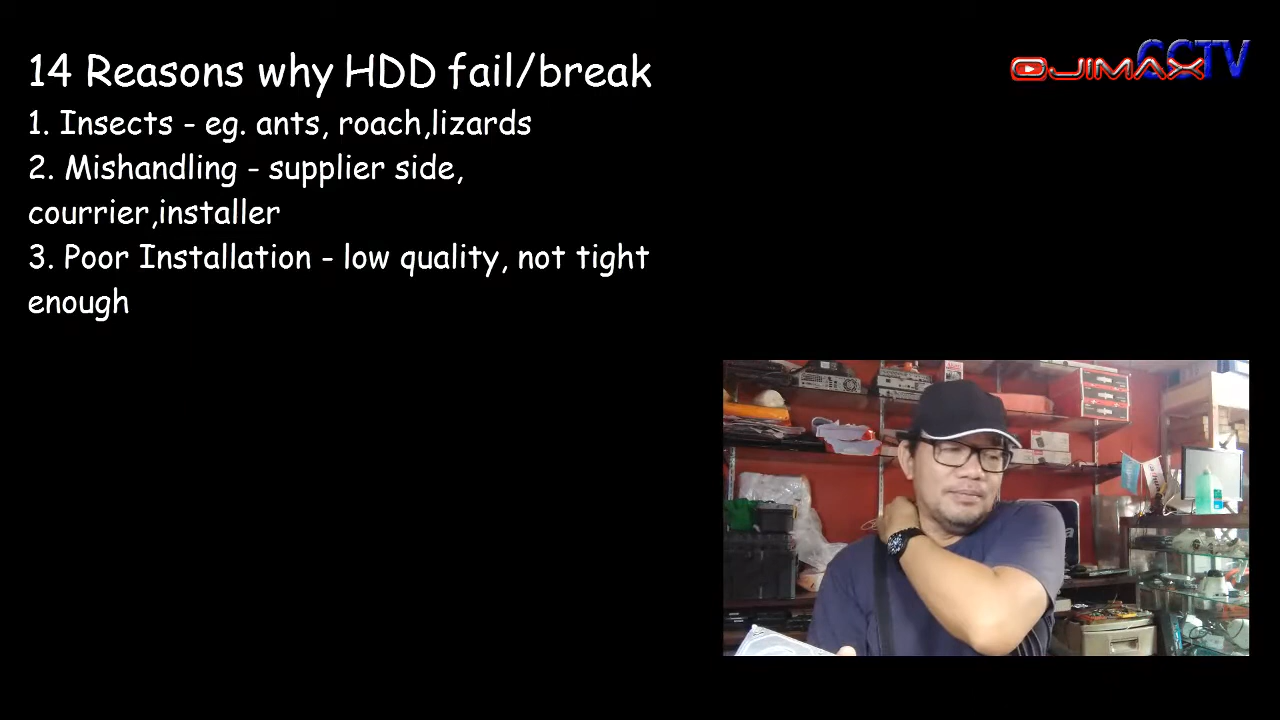 14 Reasons why HDD fail/break
1. Insects - eg. ants, roach,lizards
2. Mishandling - supplier side,
courrier,installer
3. Poor Installation - low quality, not tight
enough
OJIMAX CCTV